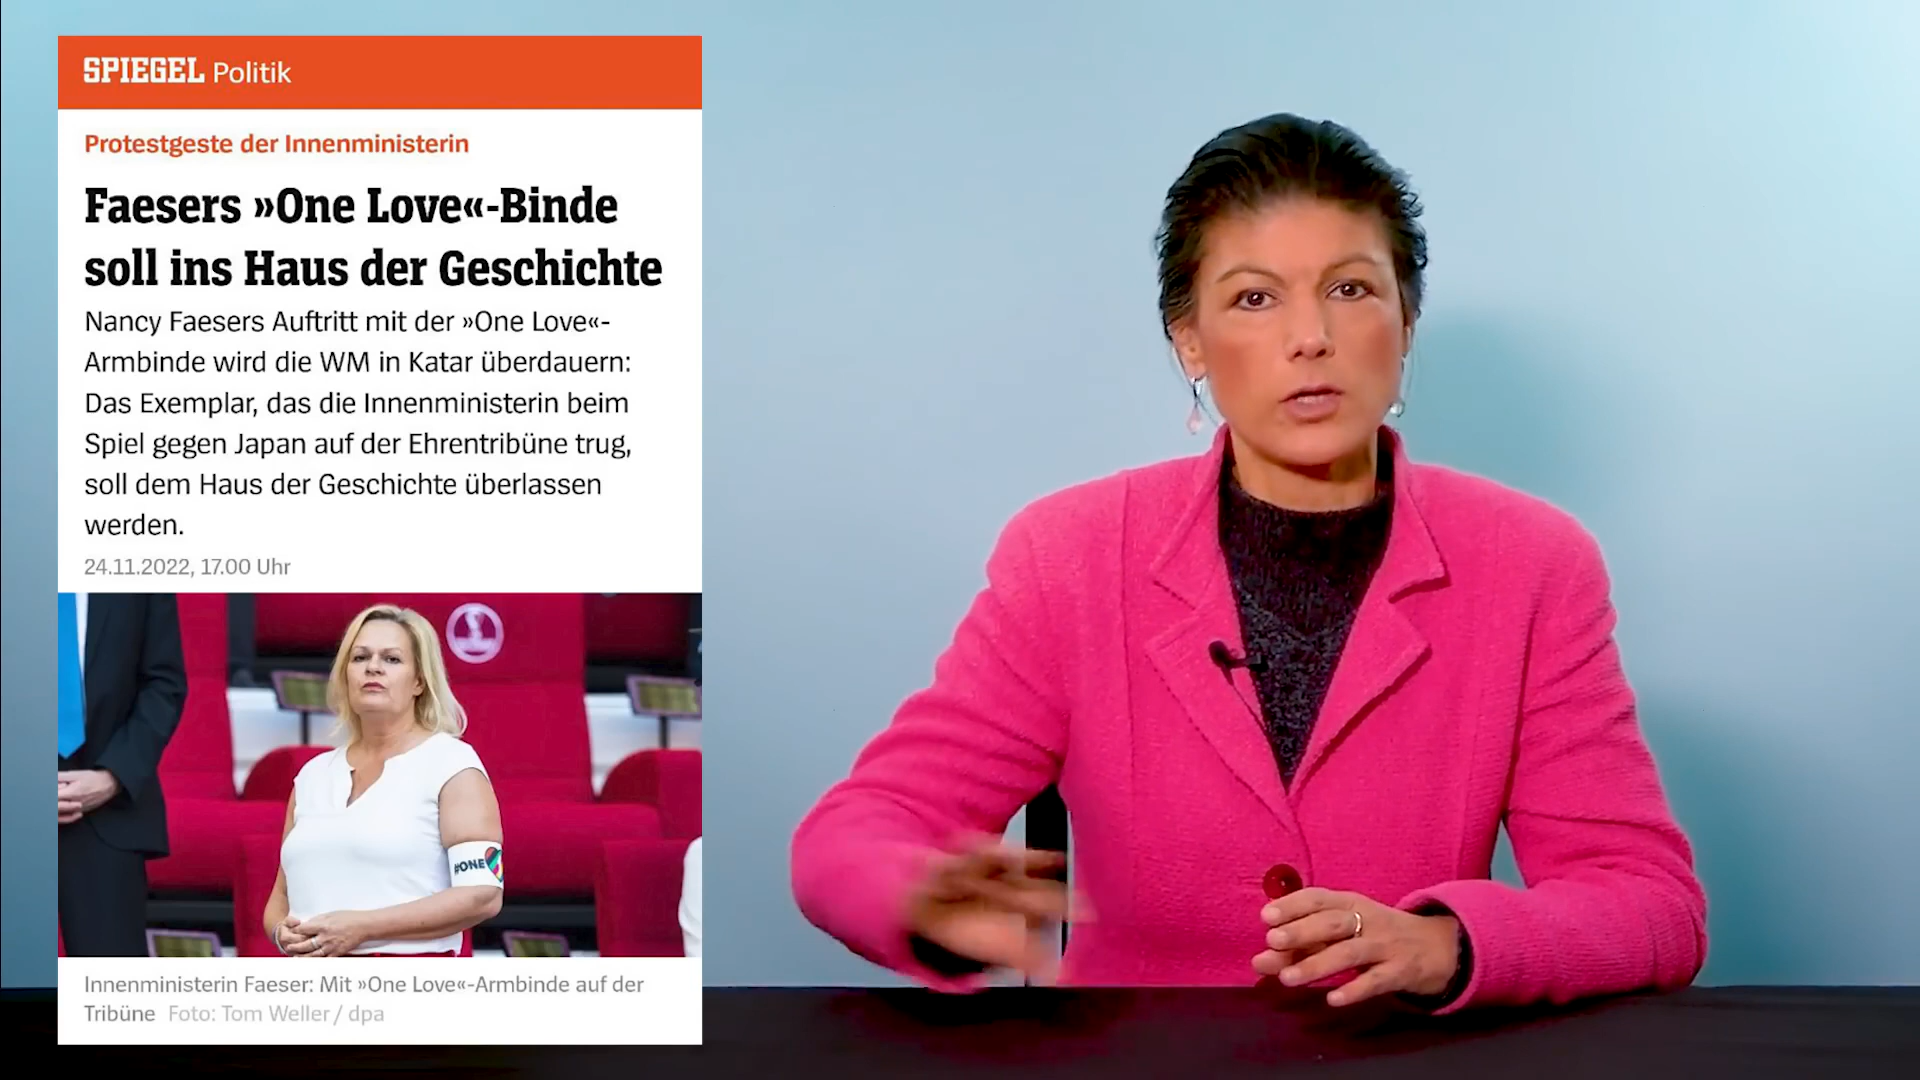 SPIEGEL Politik
Protestgeste der Innenministerin
Faesers »One Love«-Binde
soll ins Haus der Geschichte
Nancy Faesers Auftritt mit der »One Love«-
Armbinde wird die WM in Katar überdauern:
Das Exemplar, das die Innenministerin beim
Spiel gegen Japan auf der Ehrentribüne trug,
soll dem Haus der Geschichte überlassen
werden.
24.11.2022, 17.00 Uhr
#ONE
Innenministerin Faeser: Mit »One Love«-Armbinde auf der
Tribüne Foto: Tom Weller / dpa